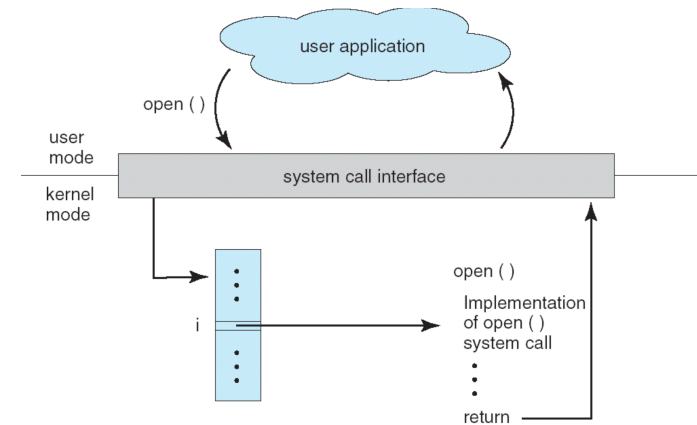 user application
open ( )
user
mode
system call interface
kernel
mode
open ( )
Implementation
of open ( )
system call
i
return